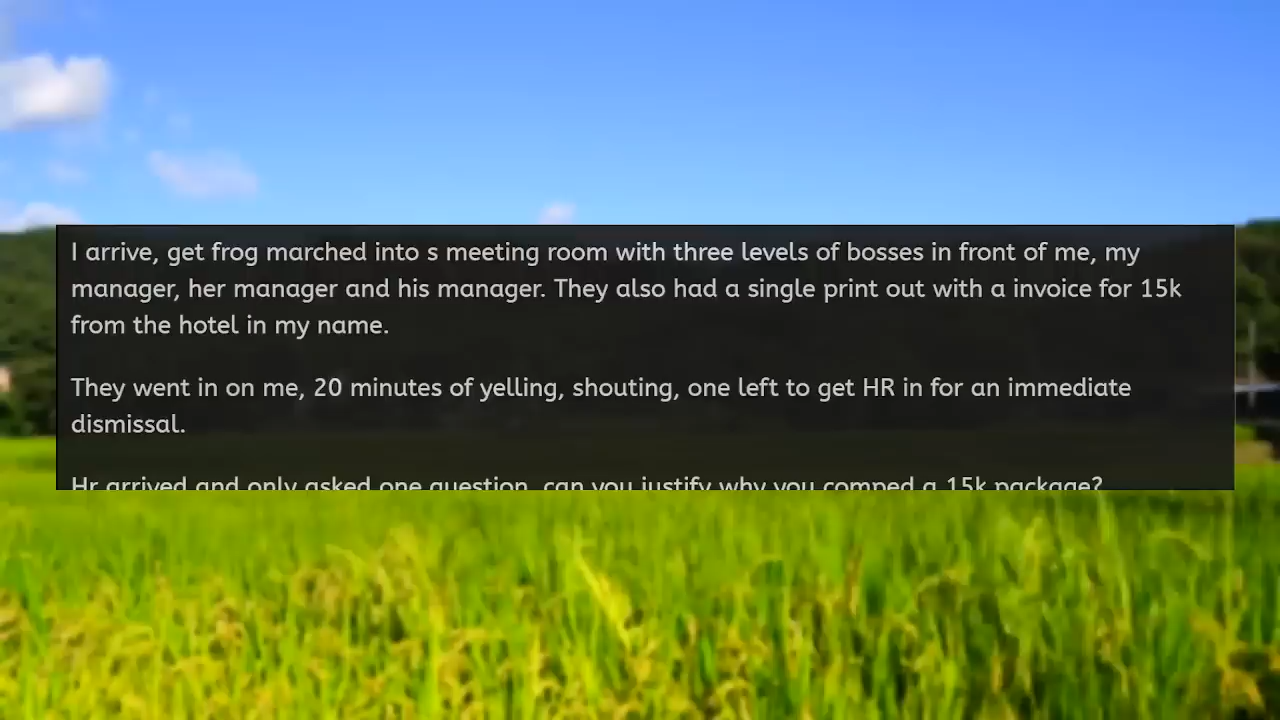 I arrive, get frog marched into s meeting room with three levels of bosses in front of me, my
manager, her manager and his manager. They also had a single print out with a invoice for 15k
from the hotel in my name.
They went in on me, 20 minutes of yelling, shouting, one left to get HR in for an immediate
dismissal.
Hr arrived and only asked one question, can you justify why you comped a 15k package?